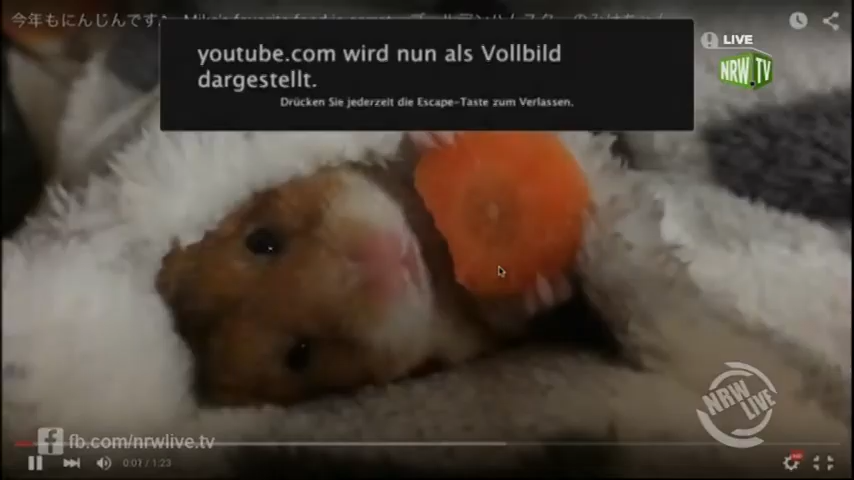 今年もにんじんです♪
youtube.com wird nun als Vollbild
dargestellt.
Drücken Sie jederzeit die Escape-Taste zum Verlassen.
LIVE
NRW.TV
NRW
LIVE
fb.com/nrwlive.tv
0:01 / 1:23